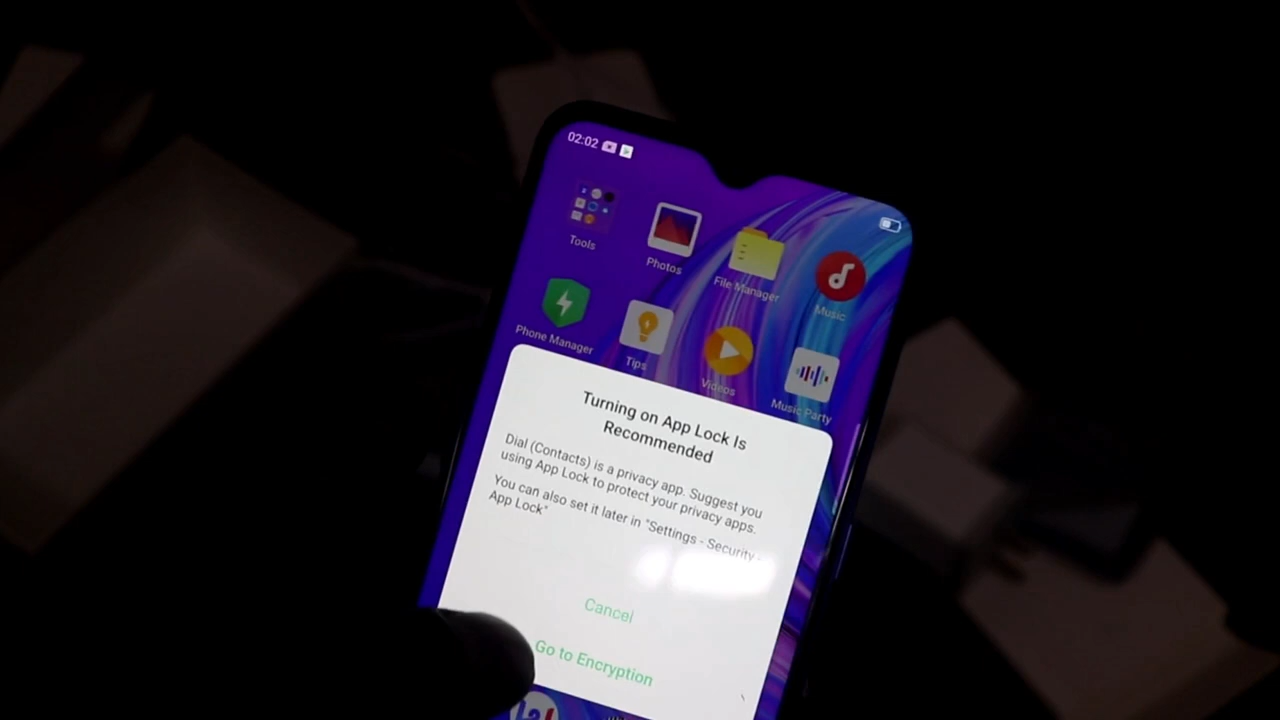 02:02
Tools
Photos
File Manager
Music
Phone Manager
Tips
Videos
Music Party
Turning on App Lock Is
Recommended
Dial (Contacts) is a privacy app. Suggest you
using App Lock to protect your privacy apps.
You can also set it later in "Settings - Security -
App Lock"
Cancel
Go to Encryption